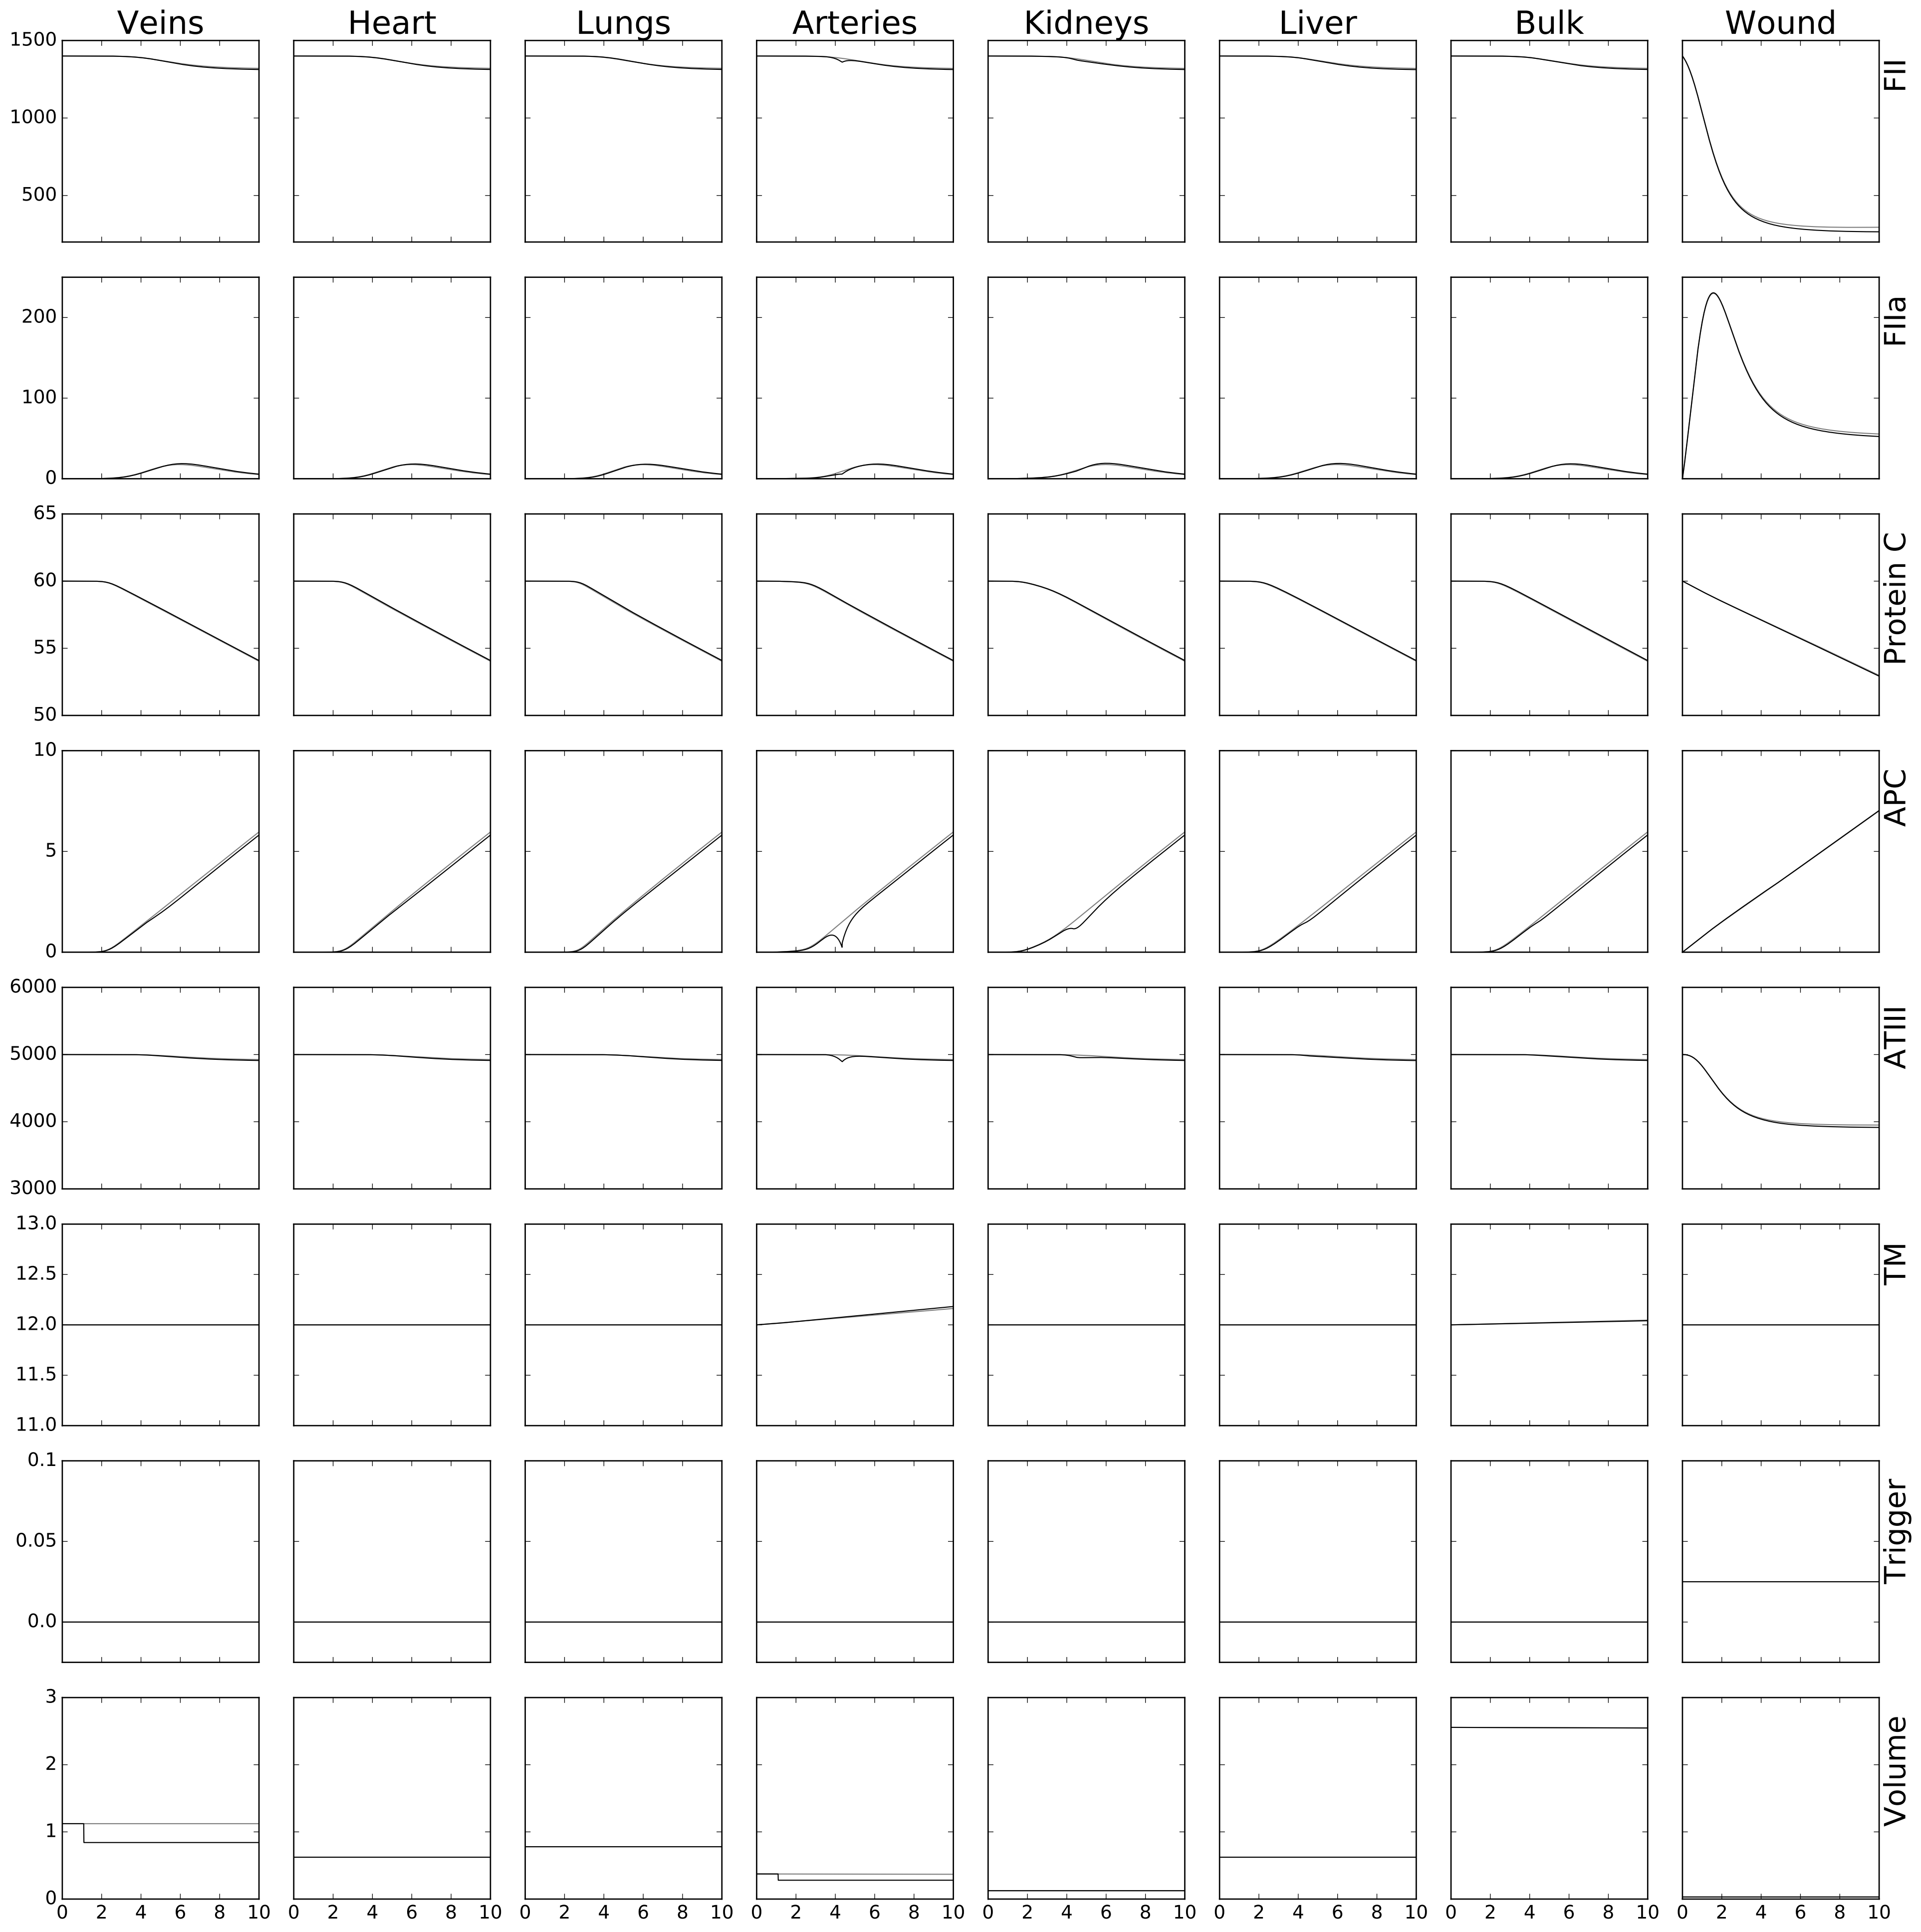 Veins Heart Lungs Arteries Kidneys Liver Bulk Wound
1500
1000
500
FII
200
100
0
FIIa
65
60
55
50
Protein C
10
5
0
APC
6000
5000
4000
3000
ATIII
13.0
12.5
12.0
11.5
11.0
TM
0.1
0.05
0.0
Trigger
3
2
1
0
Volume
0 2 4 6 8 10 0 2 4 6 8 10 0 2 4 6 8 10 0 2 4 6 8 10 0 2 4 6 8 10 0 2 4 6 8 10 0 2 4 6 8 10 0 2 4 6 8 10